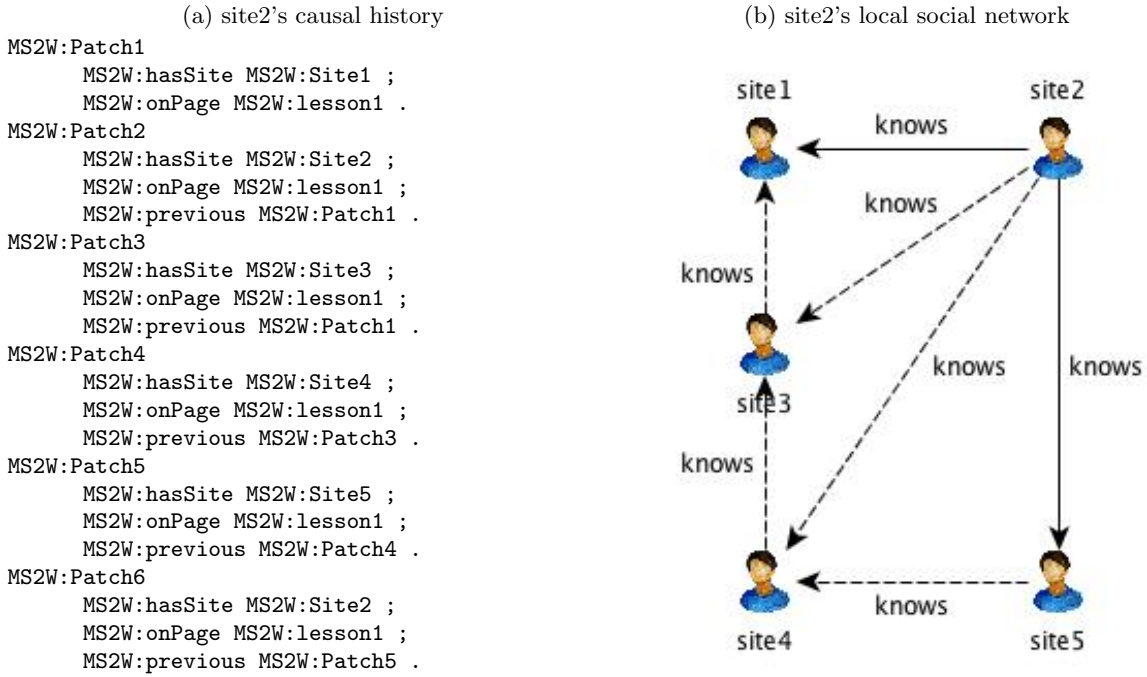 (a) site2's causal history
MS2W:Patch1
MS2W:hasSite MS2W:Site1 ;
MS2W:onPage MS2W:lesson1 .
MS2W:Patch2
MS2W:hasSite MS2W:Site2 ;
MS2W:onPage MS2W:lesson1 ;
MS2W:previous MS2W:Patch1 .
MS2W:Patch3
MS2W:hasSite MS2W:Site3 ;
MS2W:onPage MS2W:lesson1 ;
MS2W:previous MS2W:Patch1 .
MS2W:Patch4
MS2W:hasSite MS2W:Site4 ;
MS2W:onPage MS2W:lesson1 ;
MS2W:previous MS2W:Patch3 .
MS2W:Patch5
MS2W:hasSite MS2W:Site5 ;
MS2W:onPage MS2W:lesson1 ;
MS2W:previous MS2W:Patch4 .
MS2W:Patch6
MS2W:hasSite MS2W:Site2 ;
MS2W:onPage MS2W:lesson1 ;
MS2W:previous MS2W:Patch5 .
(b) site2's local social network
site1
site2
knows
knows
knows
site3
knows
knows
knows
knows
site4
site5